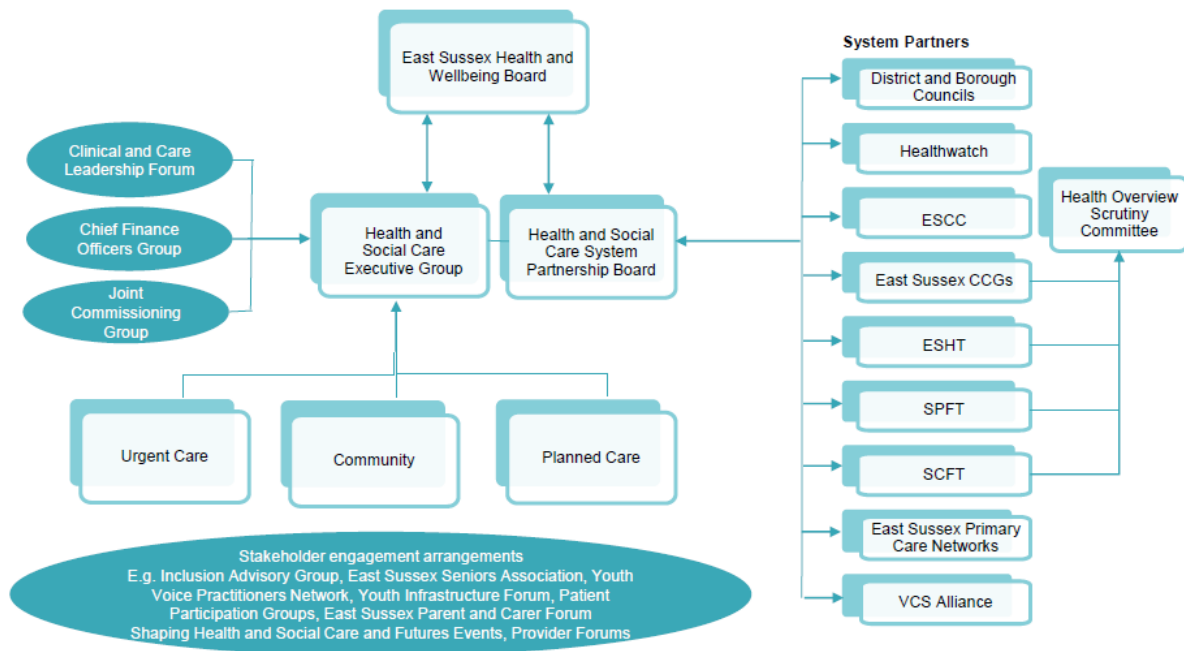 East Sussex Health and
Wellbeing Board
System Partners
District and Borough
Councils
Healthwatch
ESCC
East Sussex CCGs
ESHT
SPFT
SCFT
East Sussex Primary
Care Networks
VCS Alliance
Health Overview
Scrutiny
Committee
Clinical and Care
Leadership Forum
Chief Finance
Officers Group
Joint
Commissioning
Group
Health and
Social Care
Executive Group
Health and Social
Care System
Partnership Board
Urgent Care
Community
Planned Care
Stakeholder engagement arrangements
E.g. Inclusion Advisory Group, East Sussex Seniors Association, Youth
Voice Practitioners Network, Youth Infrastructure Forum, Patient
Participation Groups, East Sussex Parent and Carer Forum
Shaping Health and Social Care and Futures Events, Provider Forums